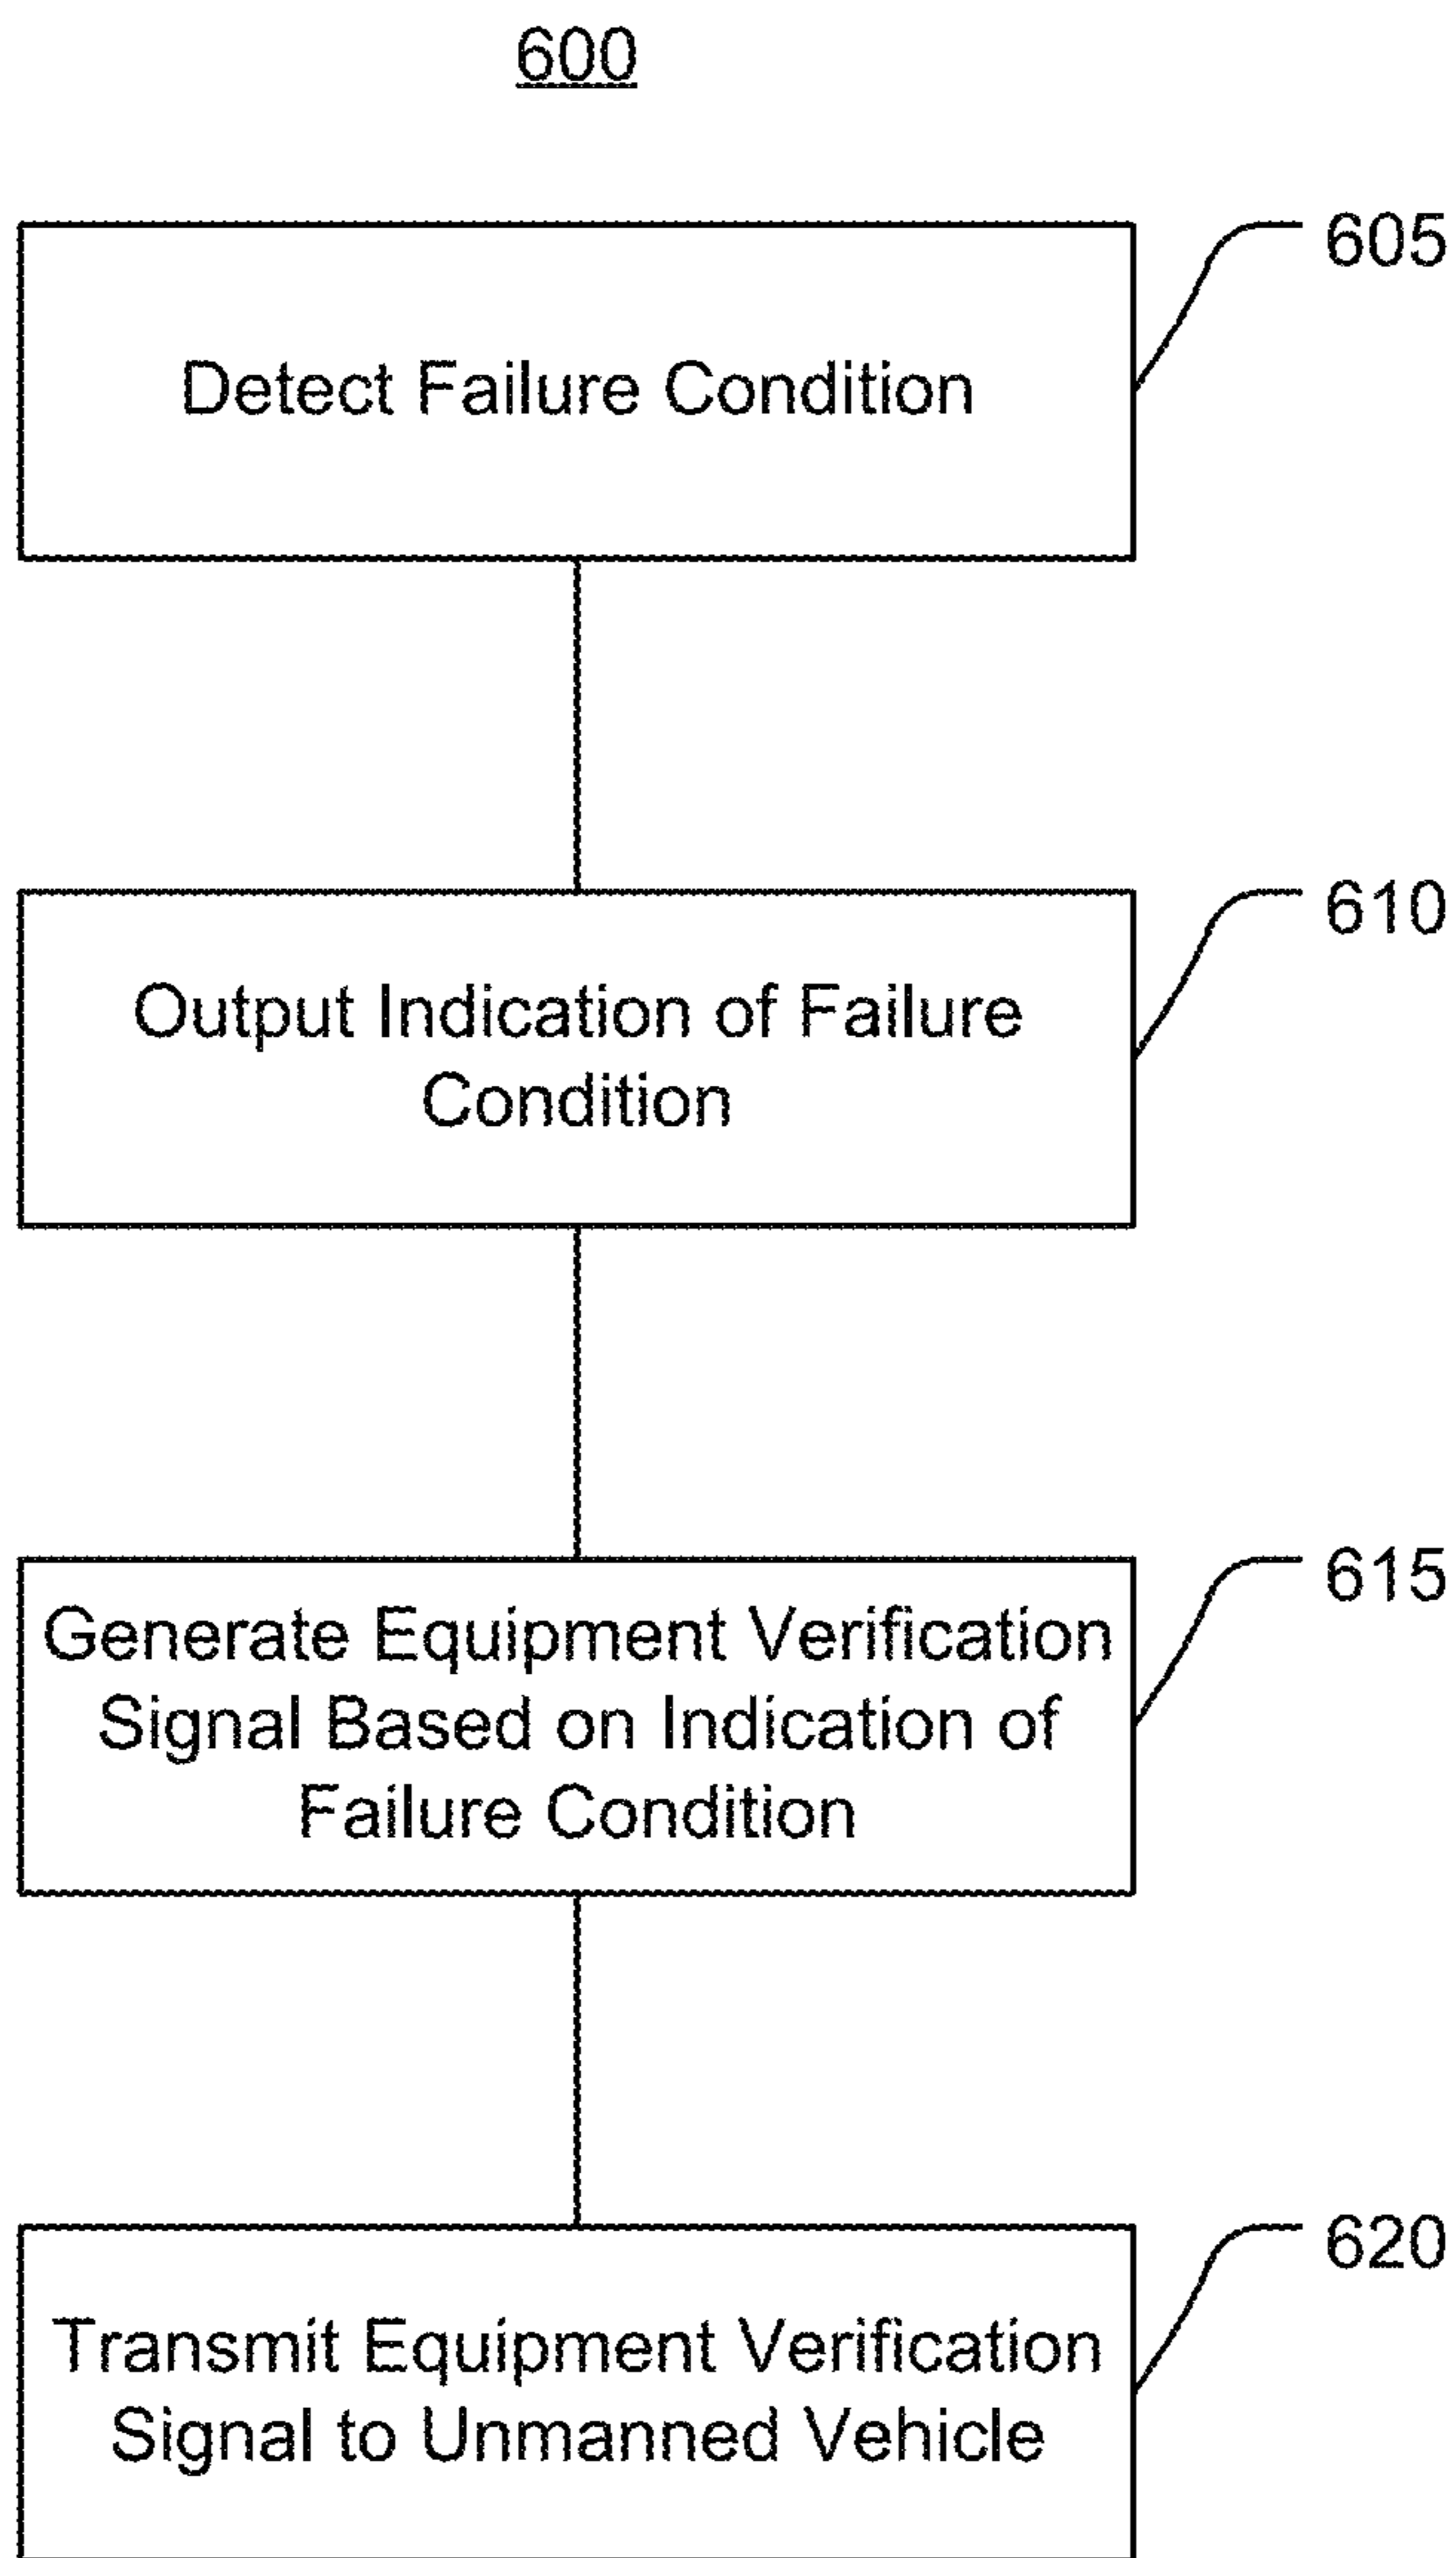 600
605
Detect Failure Condition
610
Output Indication of Failure
Condition
615
Generate Equipment Verification
Signal Based on Indication of
Failure Condition
620
Transmit Equipment Verification
Signal to Unmanned Vehicle